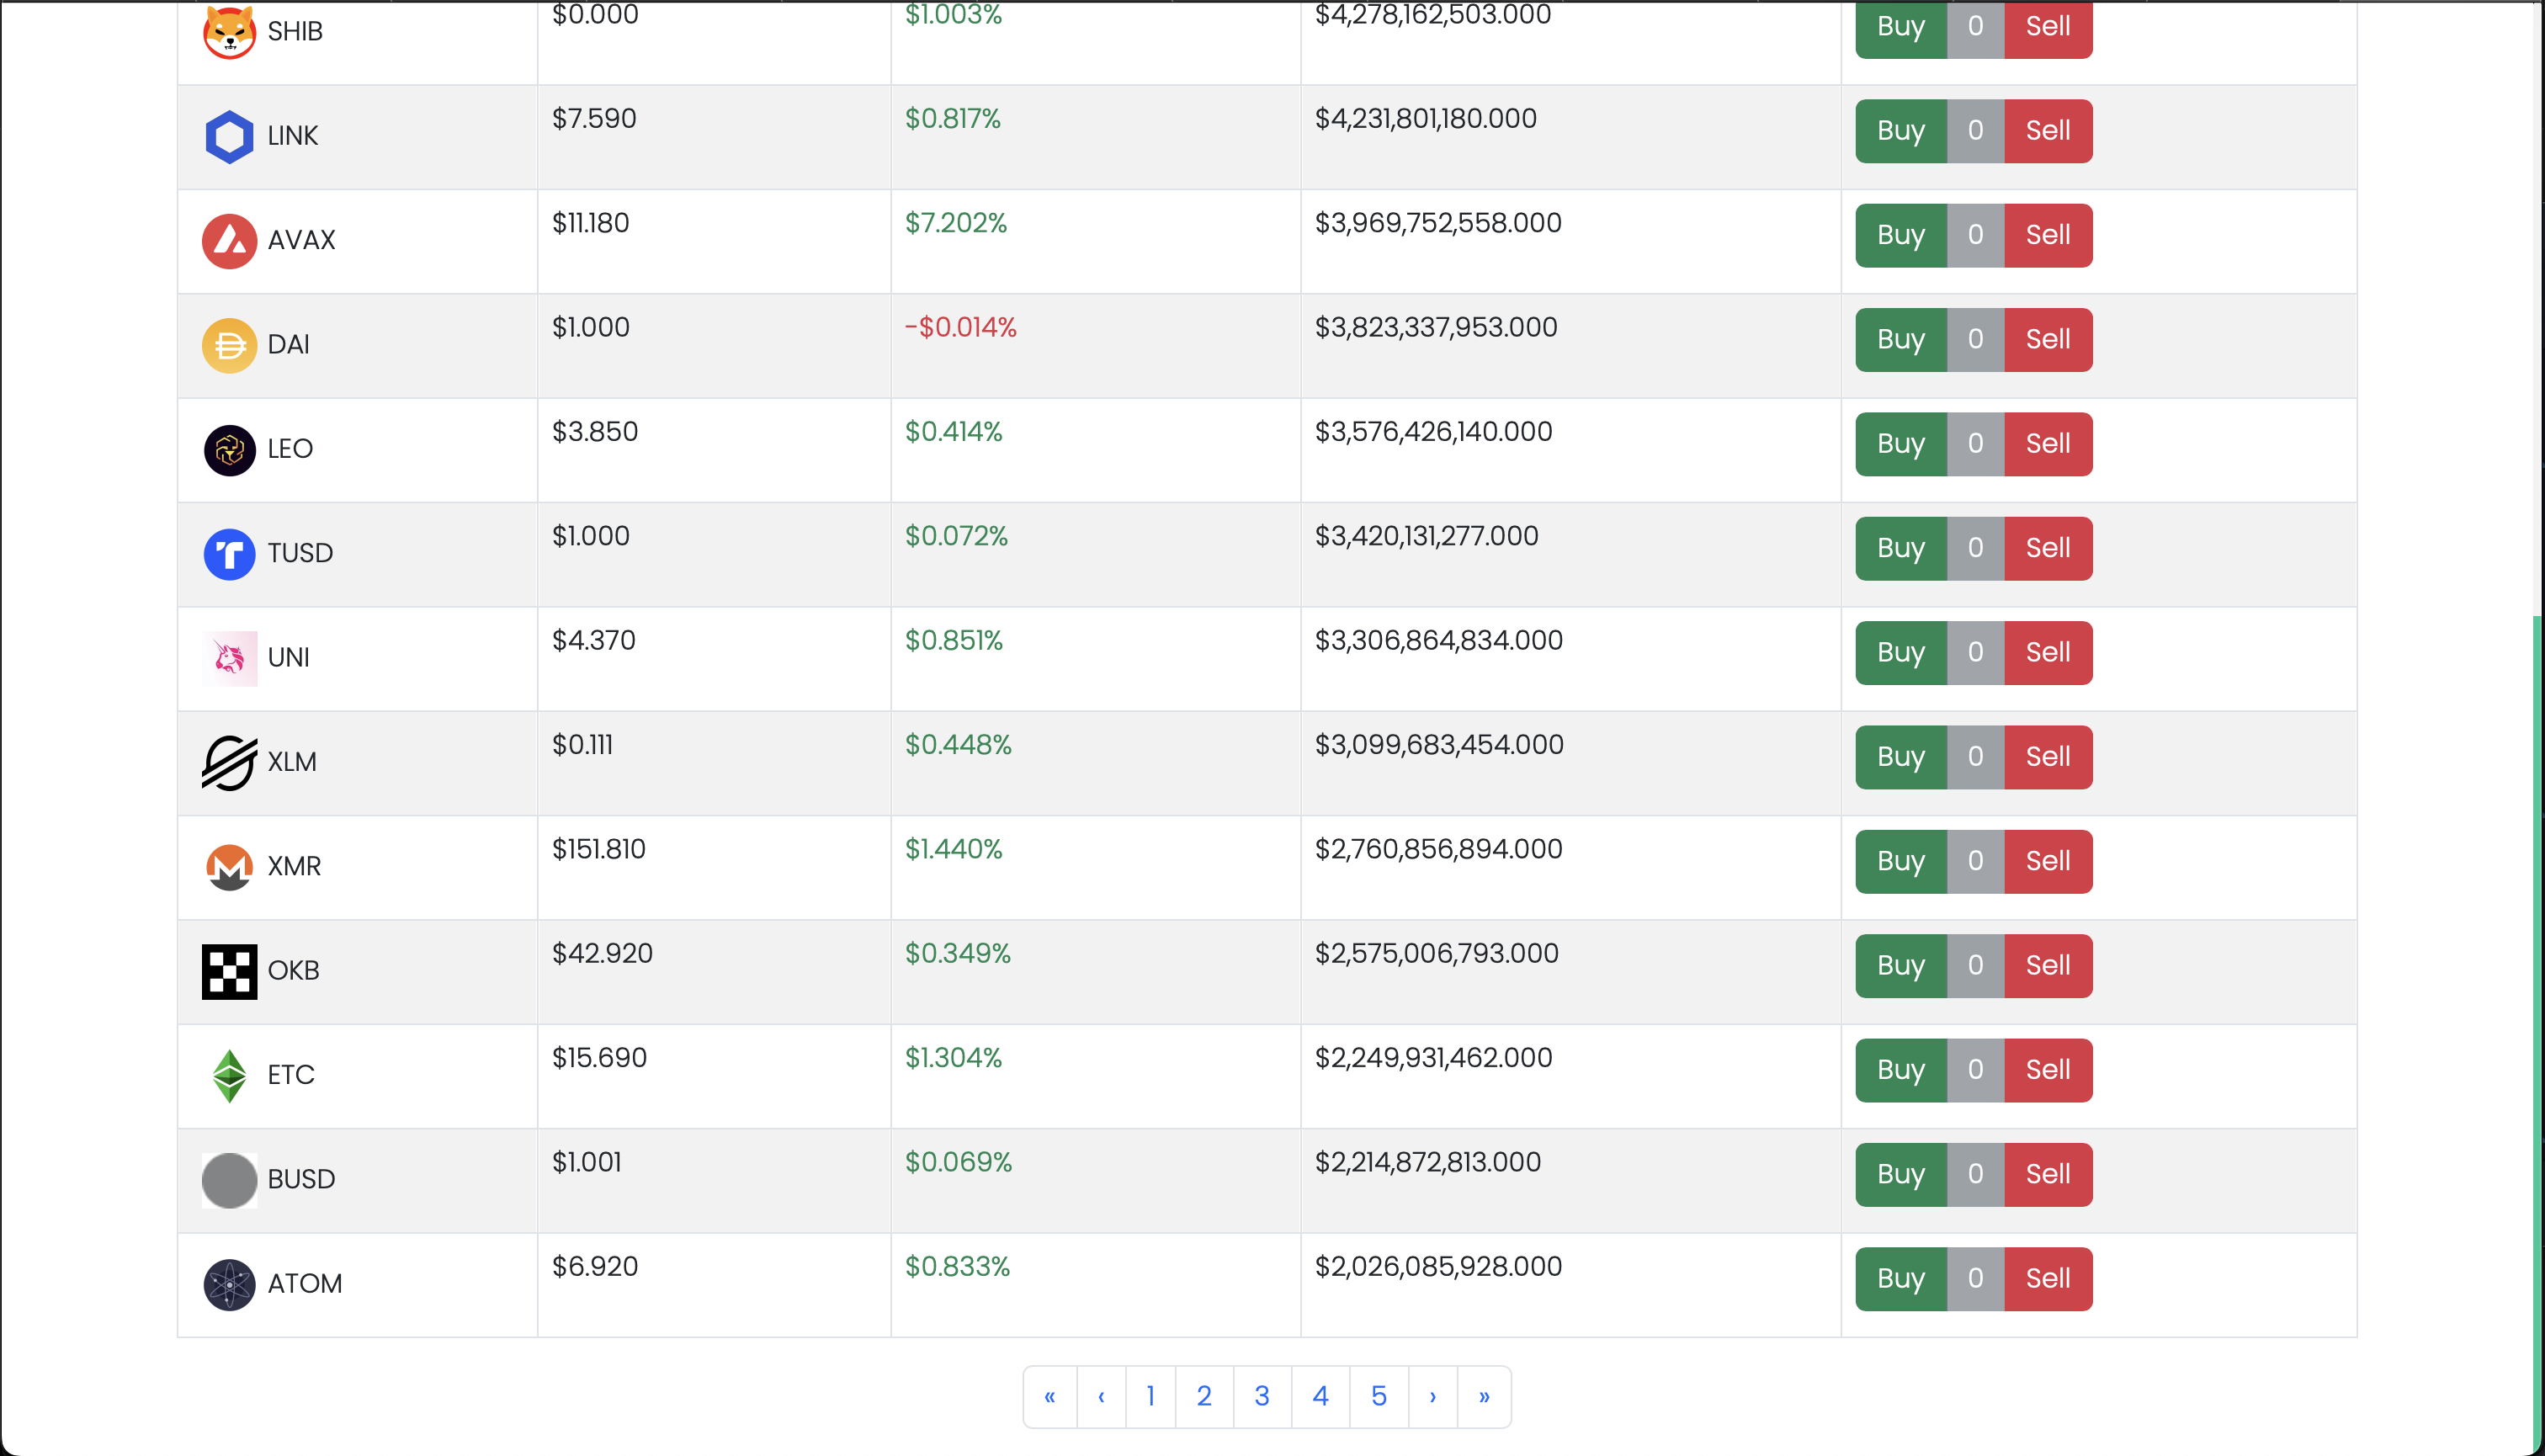 SHIB $0.000 $1.003% $4,278,162,503.000 Buy 0 Sell
LINK $7.590 $0.817% $4,231,801,180.000 Buy 0 Sell
AVAX $11.180 $7.202% $3,969,752,558.000 Buy 0 Sell
DAI $1.000 -$0.014% $3,823,337,953.000 Buy 0 Sell
LEO $3.850 $0.414% $3,576,426,140.000 Buy 0 Sell
TUSD $1.000 $0.072% $3,420,131,277.000 Buy 0 Sell
UNI $4.370 $0.851% $3,306,864,834.000 Buy 0 Sell
XLM $0.111 $0.448% $3,099,683,454.000 Buy 0 Sell
XMR $151.810 $1.440% $2,760,856,894.000 Buy 0 Sell
OKB $42.920 $0.349% $2,575,006,793.000 Buy 0 Sell
ETC $15.690 $1.304% $2,249,931,462.000 Buy 0 Sell
BUSD $1.001 $0.069% $2,214,872,813.000 Buy 0 Sell
ATOM $6.920 $0.833% $2,026,085,928.000 Buy 0 Sell
« ‹ 1 2 3 4 5 › »